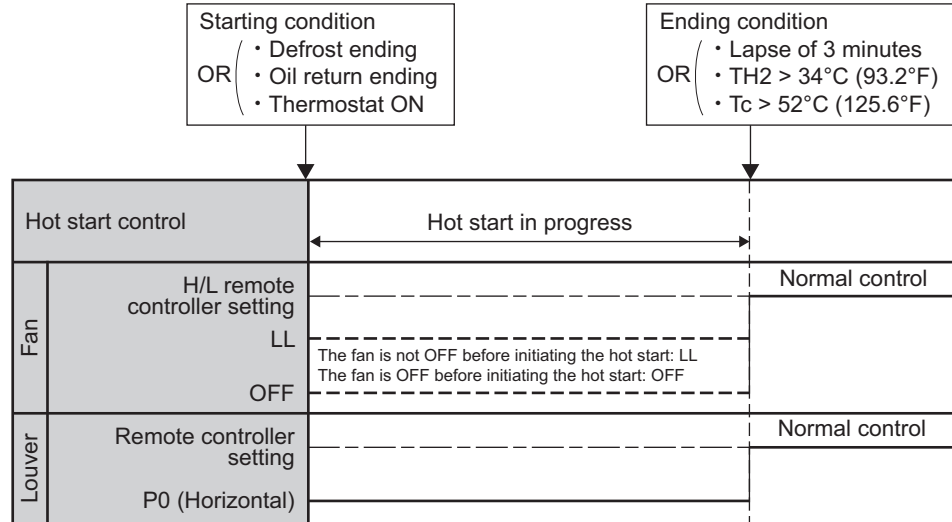 Starting condition
OR
・Defrost ending
・Oil return ending
・Thermostat ON
Ending condition
OR
・Lapse of 3 minutes
・TH2 > 34°C (93.2°F)
・Tc > 52°C (125.6°F)
Hot start control
Hot start in progress
Fan
H/L remote
controller setting
Normal control
LL
The fan is not OFF before initiating the hot start: LL
The fan is OFF before initiating the hot start: OFF
OFF
Louver
Remote controller
setting
Normal control
P0 (Horizontal)